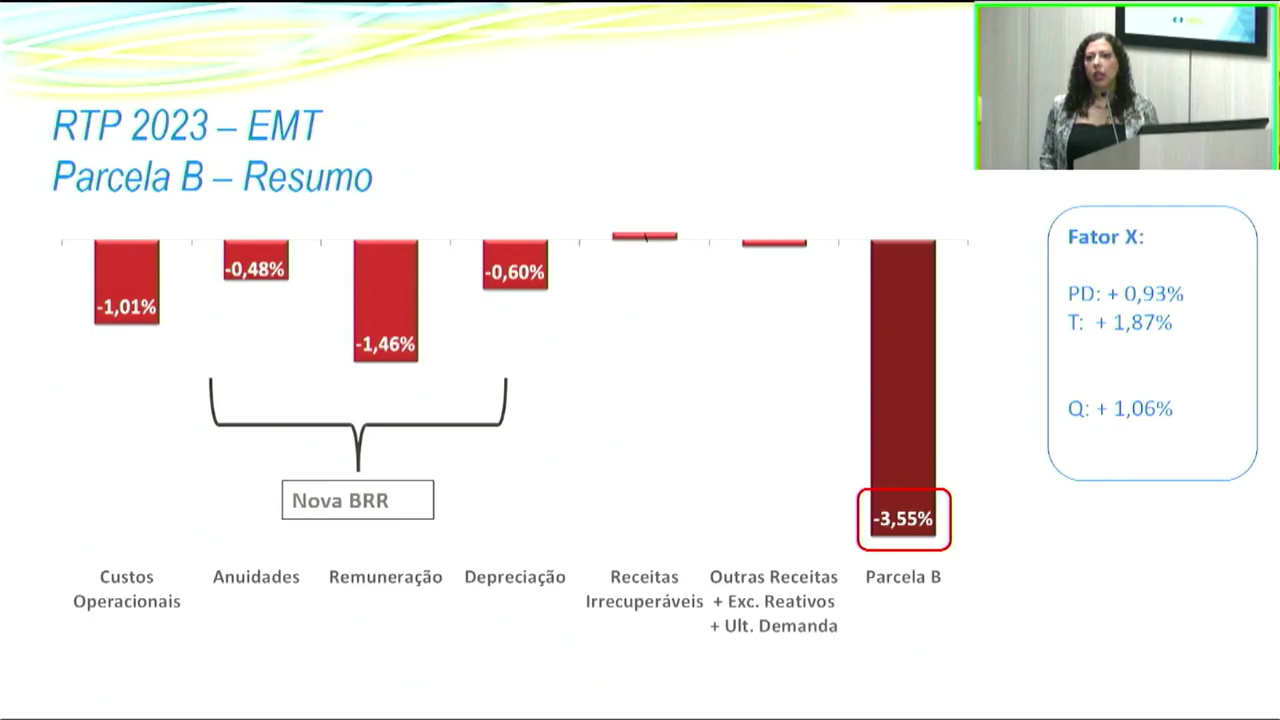 RTP 2023 – EMT
Parcela B – Resumo
-1,01%
-0,48%
-1,46%
-0,60%
-3,55%
Nova BRR
Custos
Operacionais
Anuidades
Remuneração
Depreciação
Receitas
Irrecuperáveis
Outras Receitas
+ Exc. Reativos
+ Ult. Demanda
Parcela B
Fator X:
PD: + 0,93%
T: + 1,87%
Q: + 1,06%